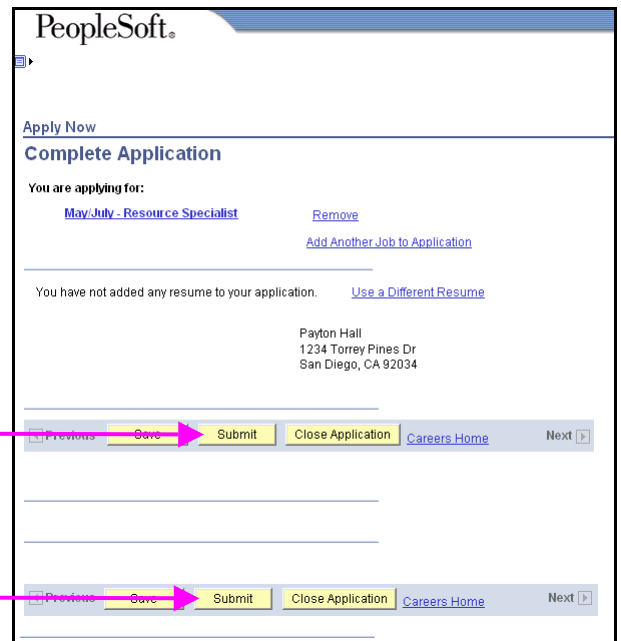 PeopleSoft®
Apply Now
Complete Application
You are applying for:
May/July - Resource Specialist Remove
Add Another Job to Application
You have not added any resume to your application. Use a Different Resume
Payton Hall
1234 Torrey Pines Dr
San Diego, CA 92034
Previous Save Submit Close Application Careers Home Next
Previous Save Submit Close Application Careers Home Next